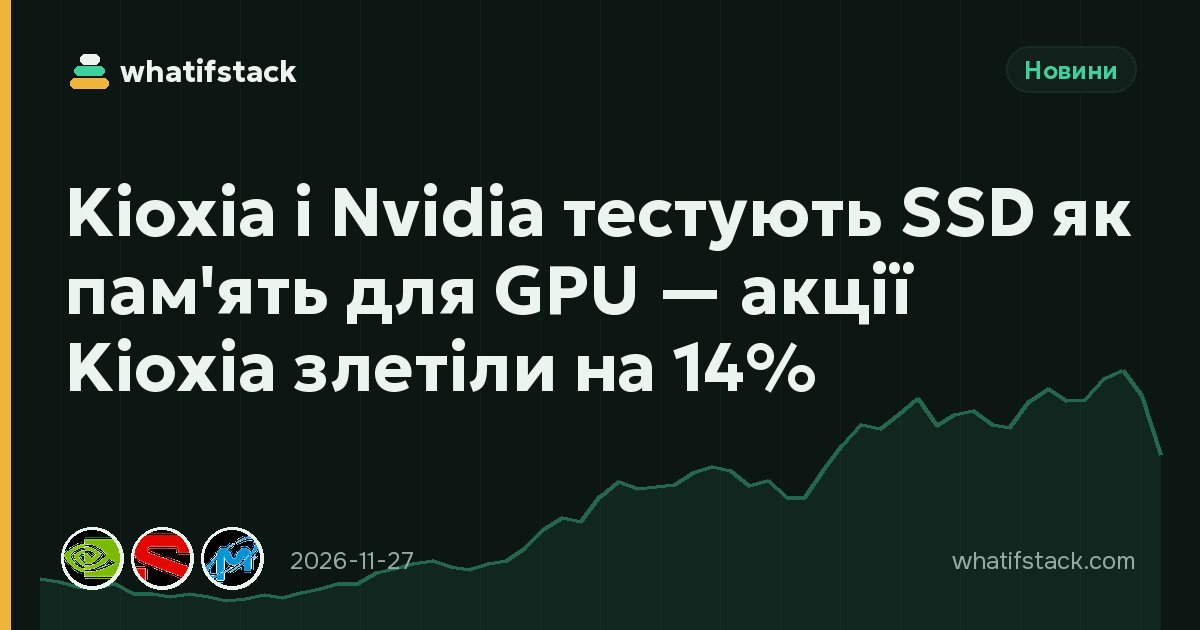 whatifstack
Новини
Kioxia і Nvidia тестують SSD як
пам'ять для GPU — акції
Kioxia злетіли на 14%
2026-11-27
whatifstack.com